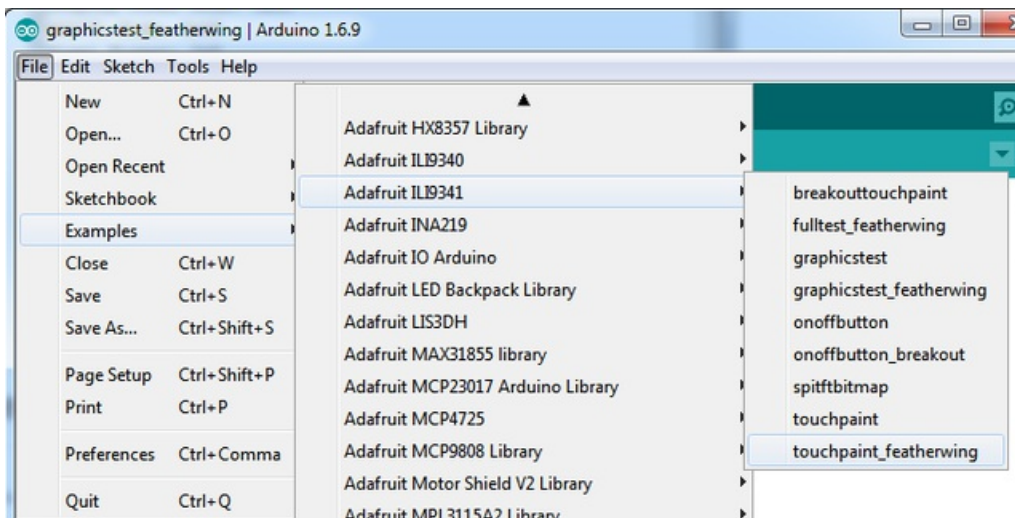 graphicstest_featherwing | Arduino 1.6.9
File Edit Sketch Tools Help
New Ctrl+N
Open... Ctrl+O
Open Recent
Sketchbook
Examples
Close Ctrl+W
Save Ctrl+S
Save As... Ctrl+Shift+S
Page Setup Ctrl+Shift+P
Print Ctrl+P
Preferences Ctrl+Comma
Quit Ctrl+Q
Adafruit HX8357 Library
Adafruit ILI9340
Adafruit ILI9341
Adafruit INA219
Adafruit IO Arduino
Adafruit LED Backpack Library
Adafruit LIS3DH
Adafruit MAX31855 library
Adafruit MCP23017 Arduino Library
Adafruit MCP4725
Adafruit MCP9808 Library
Adafruit Motor Shield V2 Library
Adafruit MPL3115A2 Library
breakouttouchpaint
fulltest_featherwing
graphicstest
graphicstest_featherwing
onoffbutton
onoffbutton_breakout
spitftbitmap
touchpaint
touchpaint_featherwing